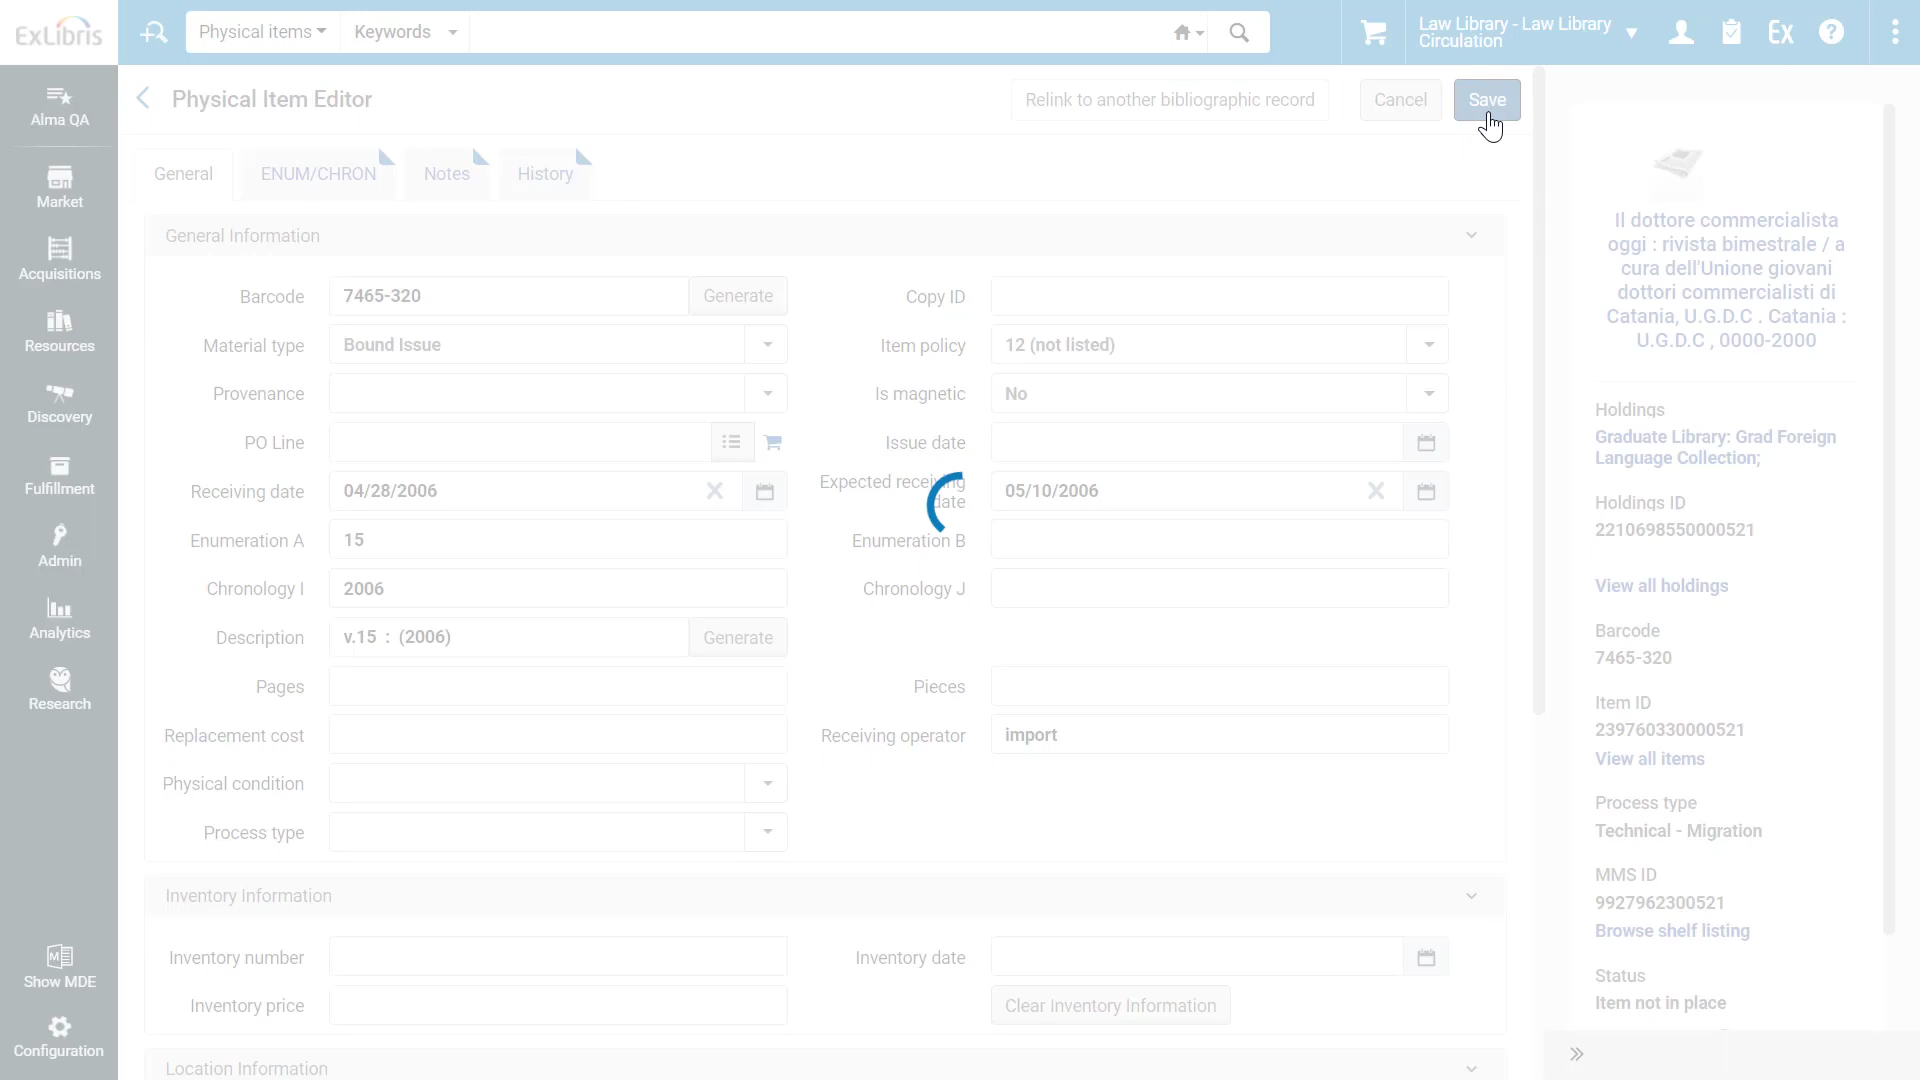 ExLibris
Physical items
Keywords
Law Library - Law Library
Circulation
Ex
?
Alma QA
Market
Acquisitions
Resources
Discovery
Fulfillment
Admin
Analytics
Research
Show MDE
Configuration
Physical Item Editor
Relink to another bibliographic record
Cancel
Save
General
ENUM/CHRON
Notes
History
General Information
Barcode
7465-320
Generate
Copy ID
Material type
Bound Issue
Item policy
12 (not listed)
Provenance
Is magnetic
No
PO Line
Issue date
Receiving date
04/28/2006
Expected receiving
date
05/10/2006
Enumeration A
15
Enumeration B
Chronology I
2006
Chronology J
Description
v.15 : (2006)
Generate
Pages
Pieces
Replacement cost
Receiving operator
import
Physical condition
Process type
Inventory Information
Inventory number
Inventory date
Inventory price
Clear Inventory Information
Location Information
Il dottore commercialista
oggi : rivista bimestrale / a
cura dell'Unione giovani
dottori commercialisti di
Catania, U.G.D.C . Catania :
U.G.D.C , 0000-2000
Holdings
Graduate Library: Grad Foreign
Language Collection;
Holdings ID
2210698550000521
View all holdings
Barcode
7465-320
Item ID
239760330000521
View all items
Process type
Technical - Migration
MMS ID
9927962300521
Browse shelf listing
Status
Item not in place